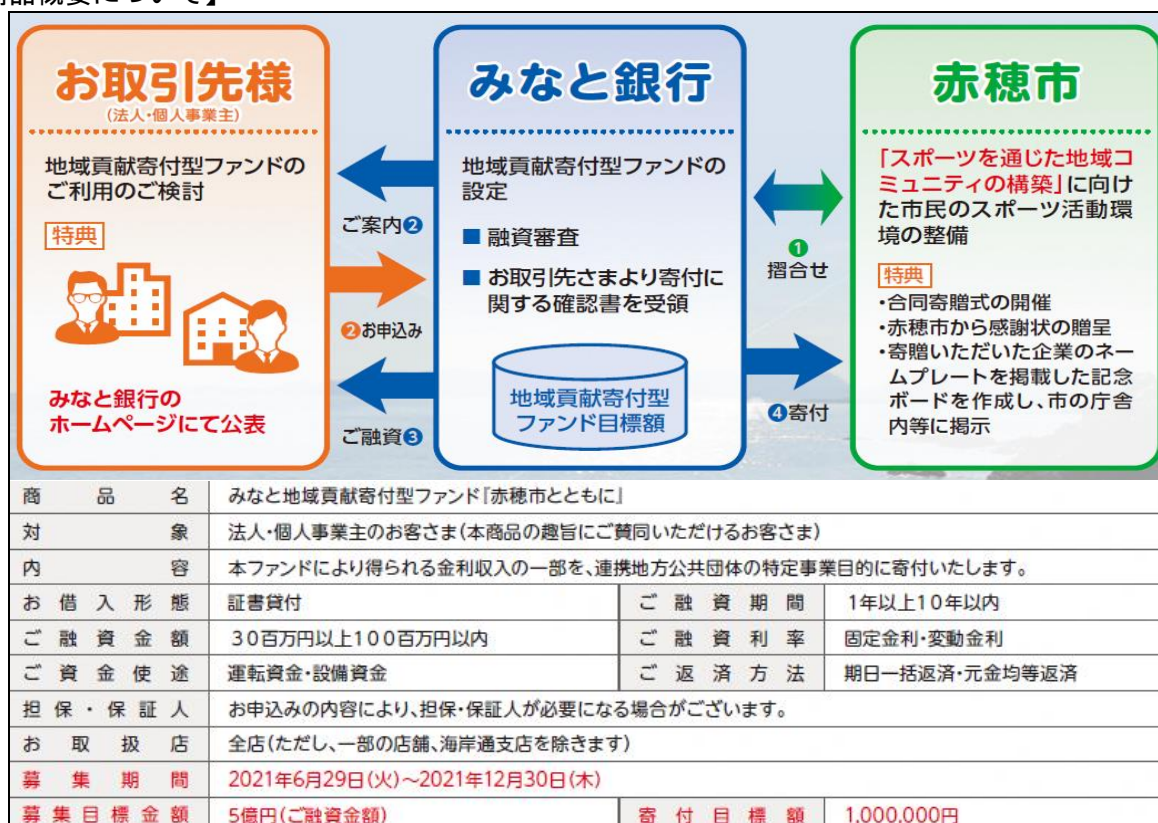 お取引先様
(法人・個人事業主)
地域貢献寄付型ファンドの
ご利用のご検討
特典
みなと銀行の
ホームページにて公表
ご案内❷
❷お申込み
ご融資❸
みなと銀行
地域貢献寄付型ファンドの
設定
■ 融資審査
■ お取引先さまより寄付に
関する確認書を受領
地域貢献寄付型
ファンド目標額
❶
摺合せ
❹寄付
赤穂市
「スポーツを通じた地域コ
ミュニティの構築」に向け
た市民のスポーツ活動環
境の整備
特典
・合同寄贈式の開催
・赤穂市から感謝状の贈呈
・寄贈いただいた企業のネー
ムプレートを掲載した記念
ボードを作成し、市の庁舎
内等に掲示
商品名 みなと地域貢献寄付型ファンド『赤穂市とともに』
対象 法人・個人事業主のお客さま(本商品の趣旨にご賛同いただけるお客さま)
内容 本ファンドにより得られる金利収入の一部を、連携地方公共団体の特定事業目的に寄付いたします。
お借入形態 証書貸付 ご融資期間 1年以上10年以内
ご融資金額 30百万円以上100百万円以内 ご融資利率 固定金利・変動金利
ご資金使途 運転資金・設備資金 ご返済方法 期日一括返済・元金均等返済
担保・保証人 お申込みの内容により、担保・保証人が必要になる場合がございます。
お取扱店 全店(ただし、一部の店舗、海岸通支店を除きます)
募集期間 2021年6月29日(火)～2021年12月30日(木)
募集目標金額 5億円(ご融資金額) 寄付目標額 1,000,000円